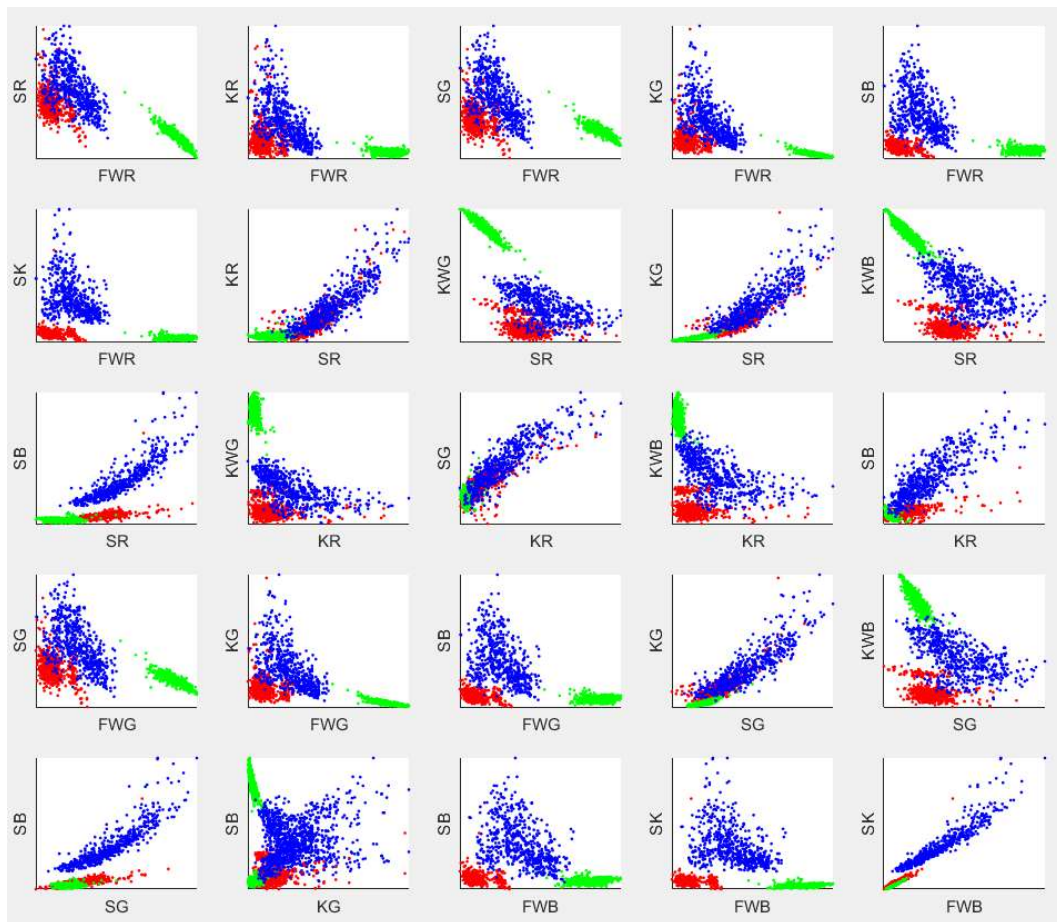 SR KR SG KG SB
FWR FWR FWR FWR FWR
SK KR KWG KG KWB
FWR SR SR SR SR
SB KWG SG KWB SB
SR KR KR KR KR
SG KG SB KG KWB
FWG FWG FWG SG SG
SB SB SB SK SK
SG KG FWB FWB FWB